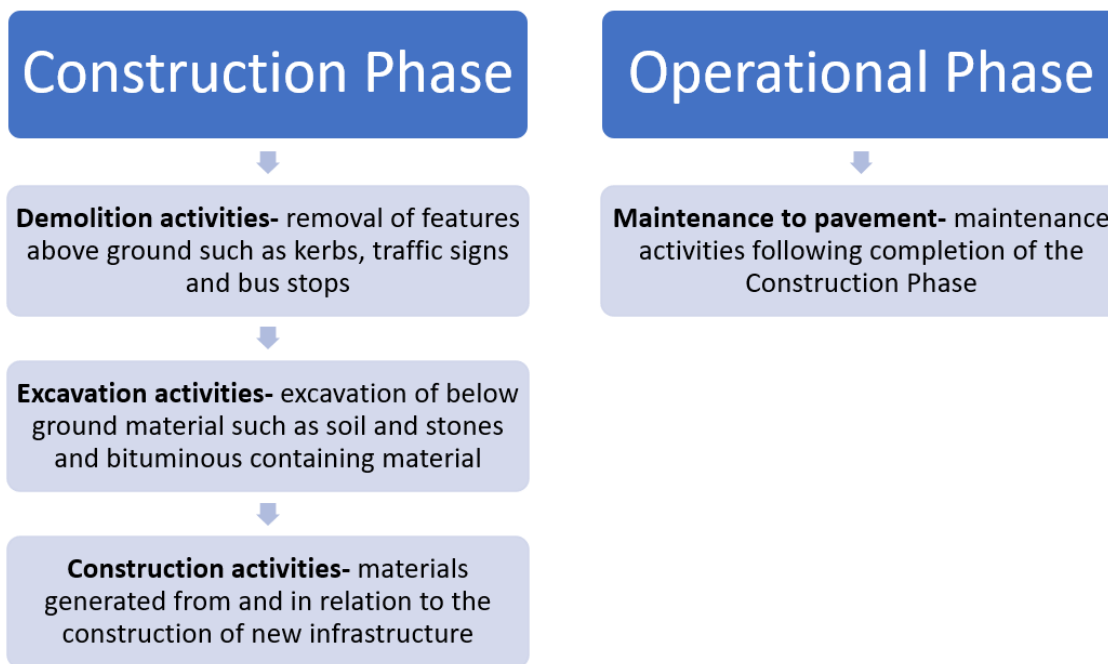 Construction Phase
Demolition activities- removal of features
above ground such as kerbs, traffic signs
and bus stops
Excavation activities- excavation of below
ground material such as soil and stones
and bituminous containing material
Construction activities- materials
generated from and in relation to the
construction of new infrastructure
Operational Phase
Maintenance to pavement- maintenance
activities following completion of the
Construction Phase